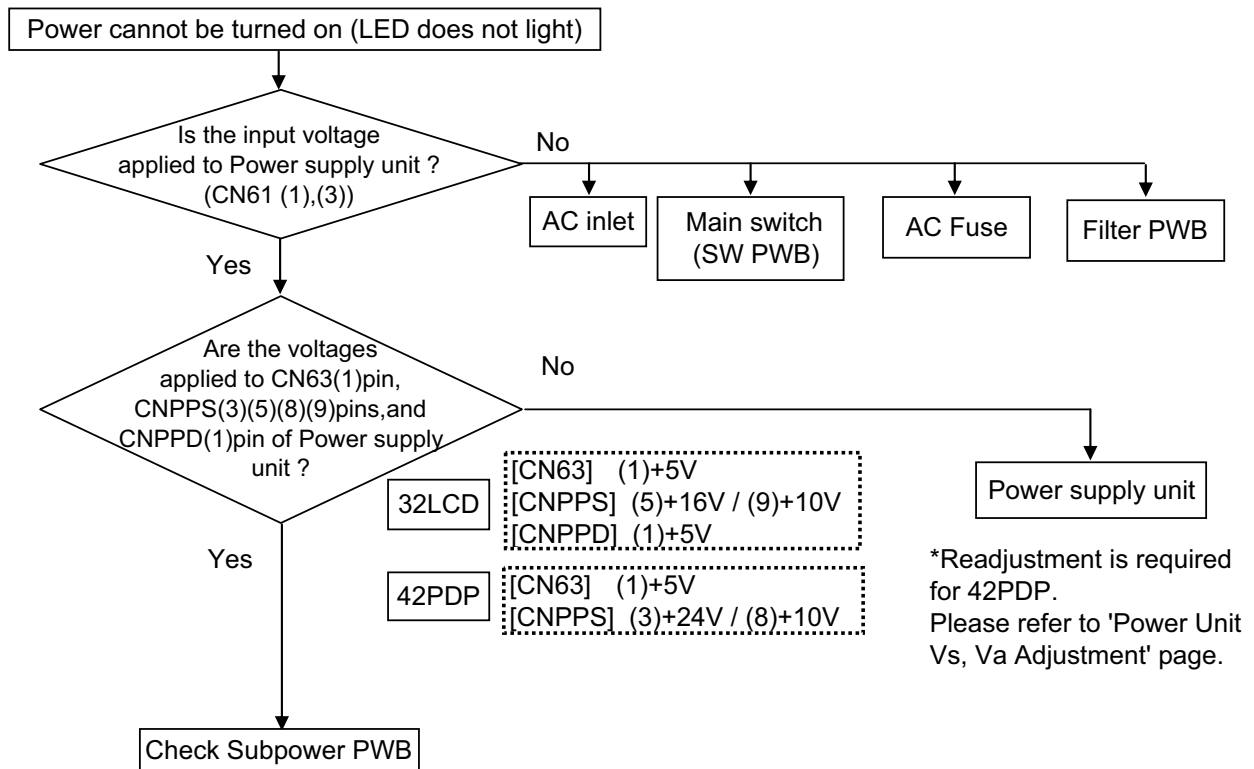 Power cannot be turned on (LED does not light)
Is the input voltage
applied to Power supply unit ?
(CN61 (1),(3))
No
AC inlet
Main switch
(SW PWB)
AC Fuse
Filter PWB
Yes
Are the voltages
applied to CN63(1)pin,
CNPPS(3)(5)(8)(9)pins,and
CNPPD(1)pin of Power supply
unit ?
No
32LCD
[CN63] (1)+5V
[CNPPS] (5)+16V / (9)+10V
[CNPPD] (1)+5V
Power supply unit
Yes
42PDP
[CN63] (1)+5V
[CNPPS] (3)+24V / (8)+10V
*Readjustment is required
for 42PDP.
Please refer to 'Power Unit
Vs, Va Adjustment' page.
Check Subpower PWB